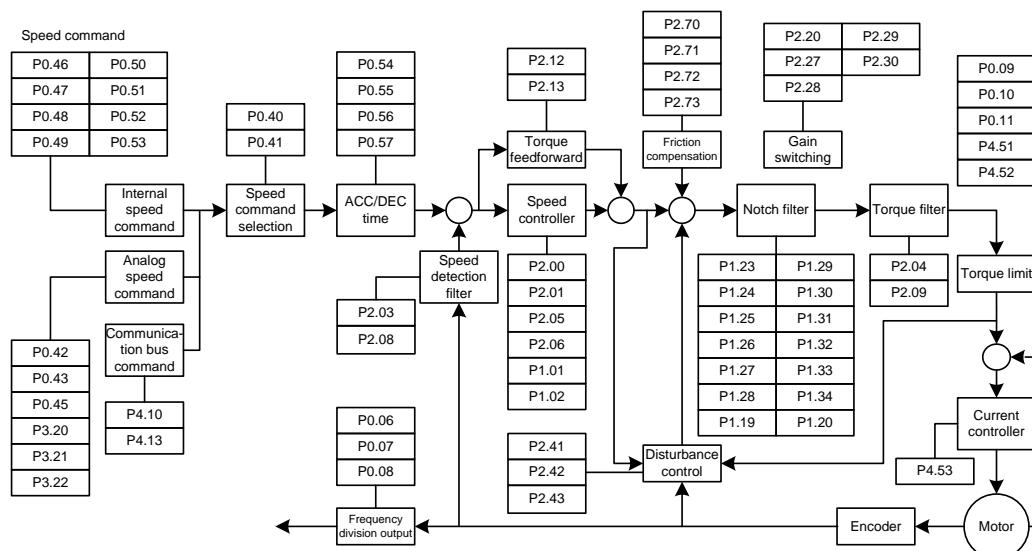 Speed command
P0.46 P0.50
P0.47 P0.51
P0.48 P0.52
P0.49 P0.53
Internal
speed
command
Analog
speed
command
Communica-
tion bus
command
P0.42
P0.43
P0.45
P3.20
P3.21
P3.22
P4.10
P4.13
P0.40
P0.41
Speed
command
selection
P0.54
P0.55
P0.56
P0.57
ACC/DEC
time
P2.03
P2.08
Speed
detection
filter
P0.06
P0.07
P0.08
Frequency
division output
P2.12
P2.13
Torque
feedforward
Speed
controller
P2.00
P2.01
P2.05
P2.06
P1.01
P1.02
P2.41
P2.42
P2.43
Disturbance
control
P2.70
P2.71
P2.72
P2.73
Friction
compensation
P2.20 P2.29
P2.27 P2.30
P2.28
Gain
switching
Notch filter
P1.23 P1.29
P1.24 P1.30
P1.25 P1.31
P1.26 P1.32
P1.27 P1.33
P1.28 P1.34
P1.19 P1.20
Torque filter
P2.04
P2.09
P0.09
P0.10
P0.11
P4.51
P4.52
Torque limit
Current
controller
P4.53
Encoder
Motor